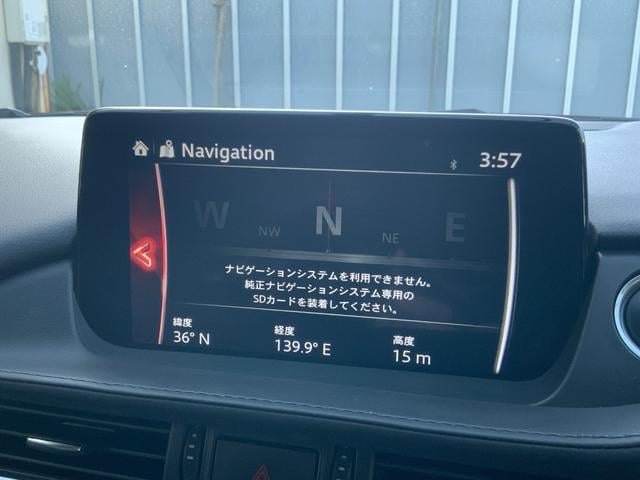 Navigation
3:57
W NW N NE E
ナビゲーションシステムを利用できません。
純正ナビゲーションシステム専用の
SDカードを装着してください。
緯度 経度 高度
36° N 139.9° E 15 m